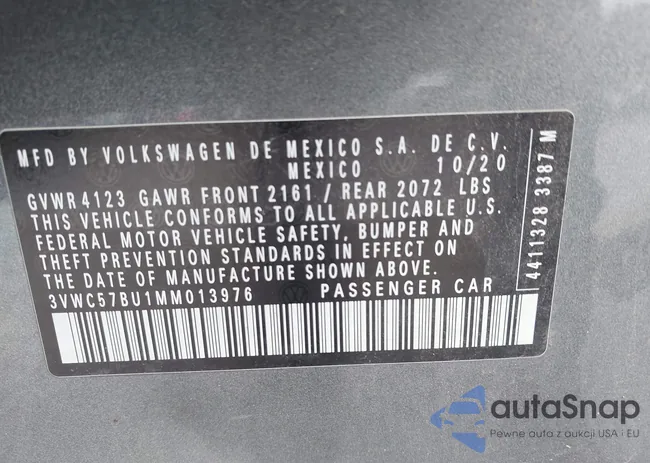 MFD BY VOLKSWAGEN DE MEXICO S.A. DE C.V.
MEXICO 10/20
GVWR 4123 GAWR FRONT 2161 / REAR 2072 LBS
THIS VEHICLE CONFORMS TO ALL APPLICABLE U.S.
FEDERAL MOTOR VEHICLE SAFETY, BUMPER AND
THEFT PREVENTION STANDARDS IN EFFECT ON
THE DATE OF MANUFACTURE SHOWN ABOVE.
3VWC57BU1MM013976 PASSENGER CAR
4411328 3387 M
autoSnap
Pewne auta z aukcji USA i EU